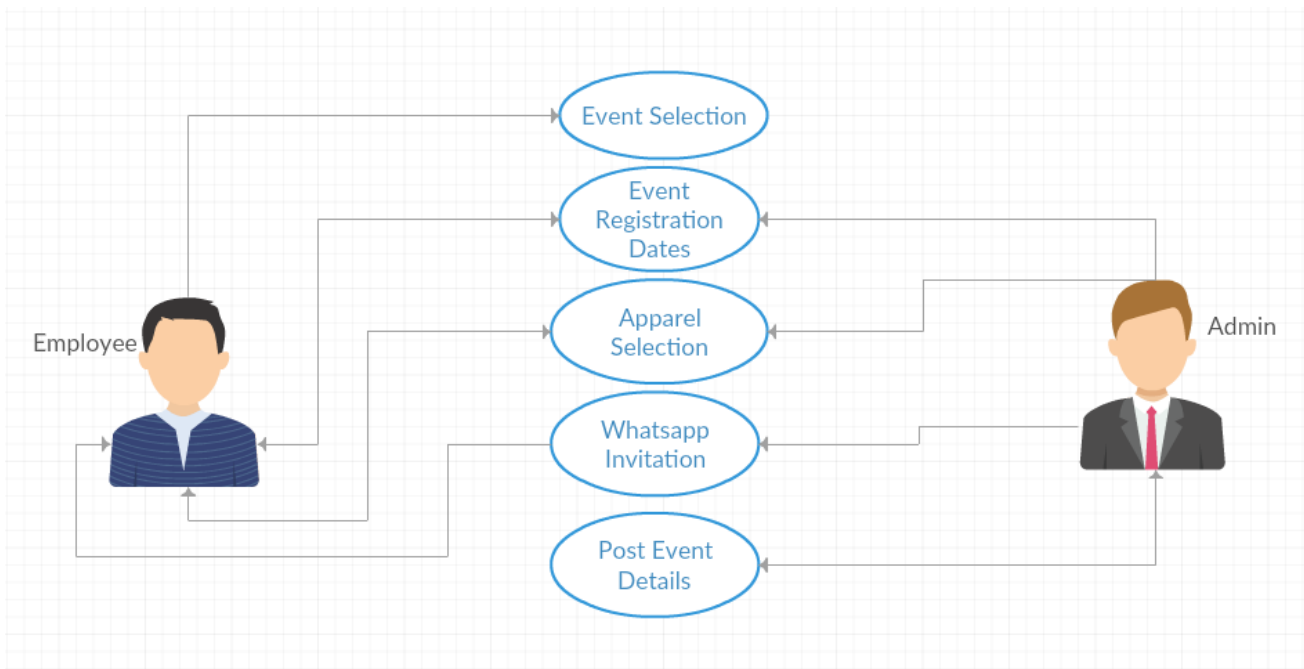 Event Selection
Event
Registration
Dates
Apparel
Selection
Employee
Admin
Whatsapp
Invitation
Post Event
Details